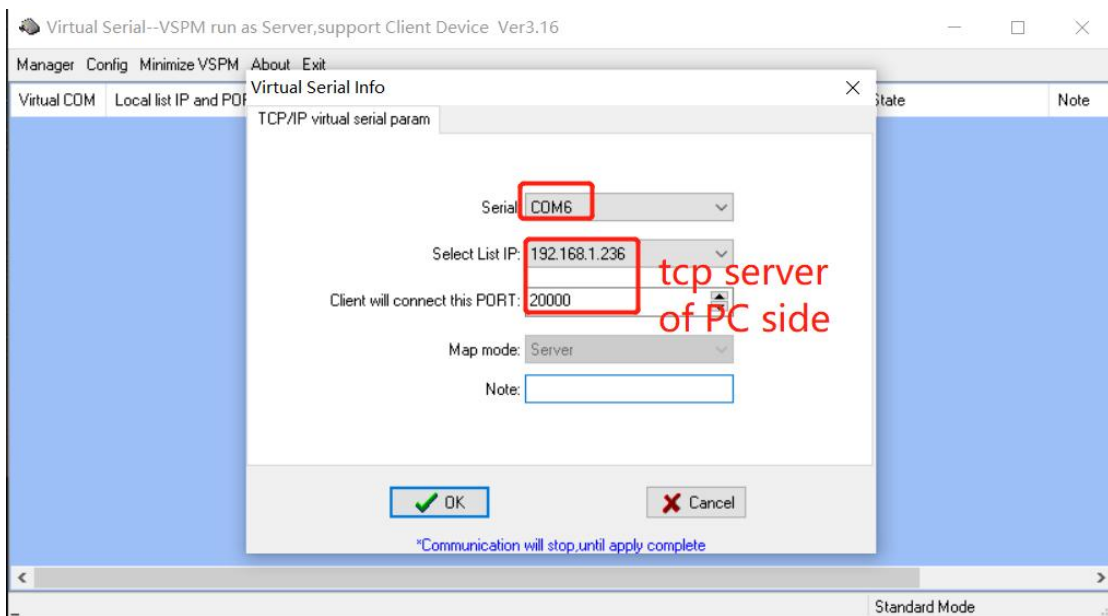 Virtual Serial--VSPM run as Server,support Client Device Ver3.16
Manager Config Minimize VSPM About Exit
Virtual COM Local list IP and State Note
Virtual Serial Info
TCP/IP virtual serial param
Serial COM6
Select List IP: 192.168.1.236
Client will connect this PORT: 20000
tcp server
of PC side
Map mode: Server
Note:
OK Cancel
*Communication will stop,until apply complete
Standard Mode